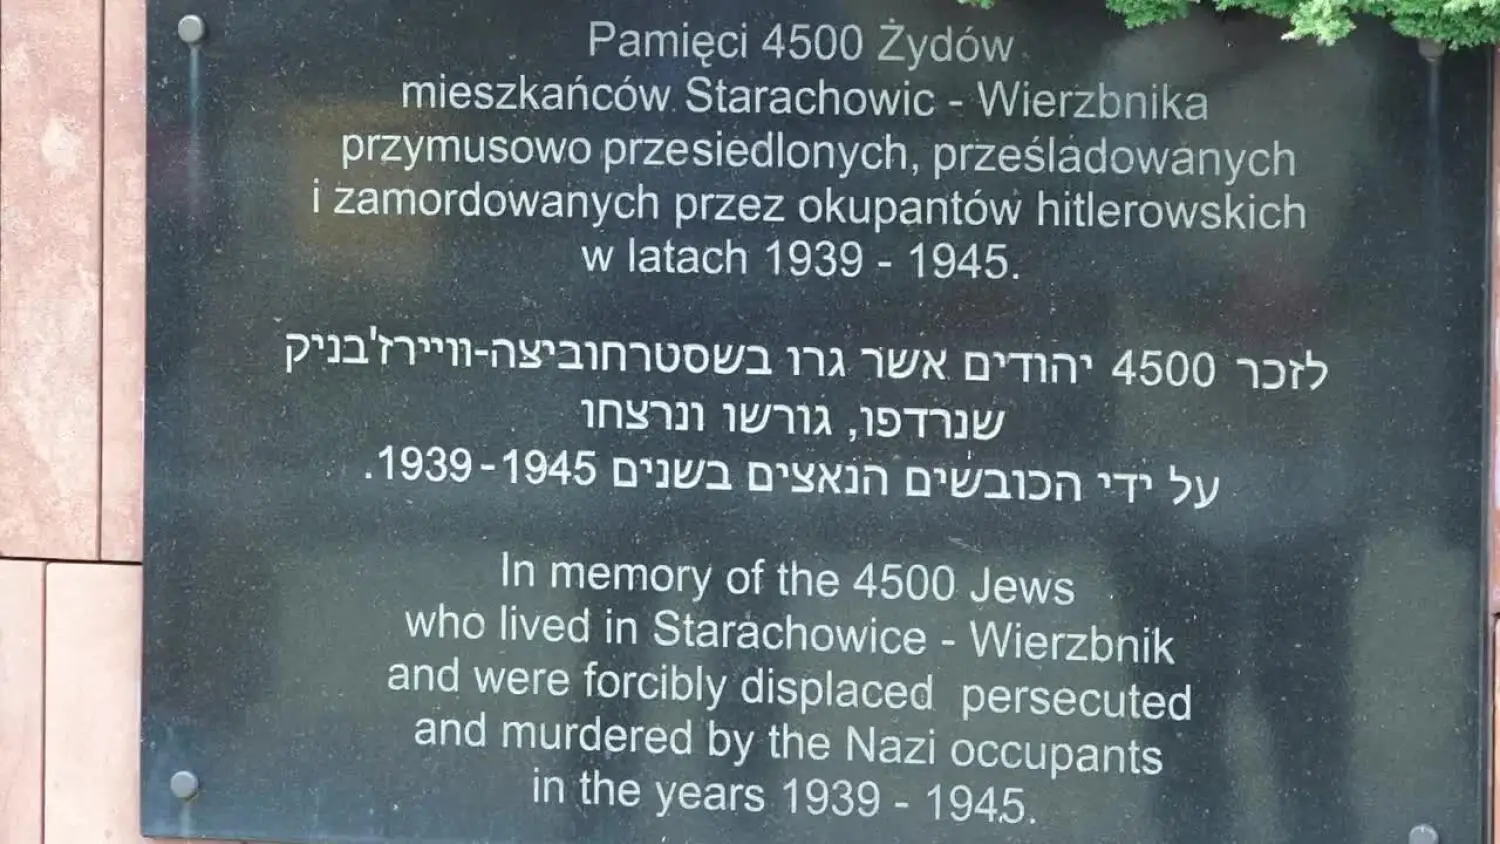 Pamięci 4500 Żydów
mieszkańców Starachowic - Wierzbnika
przymusowo przesiedlonych, prześladowanych
i zamordowanych przez okupantów hitlerowskich
w latach 1939 - 1945.
לזכר 4500 יהודים אשר גרו בשסטרחוביצה-וויירז'בניק
שנרדפו, גורשו ונרצחו
על ידי הכובשים הנאצים בשנים 1939-1945.
In memory of the 4500 Jews
who lived in Starachowice - Wierzbnik
and were forcibly displaced  persecuted
and murdered by the Nazi occupants
in the years 1939 - 1945.